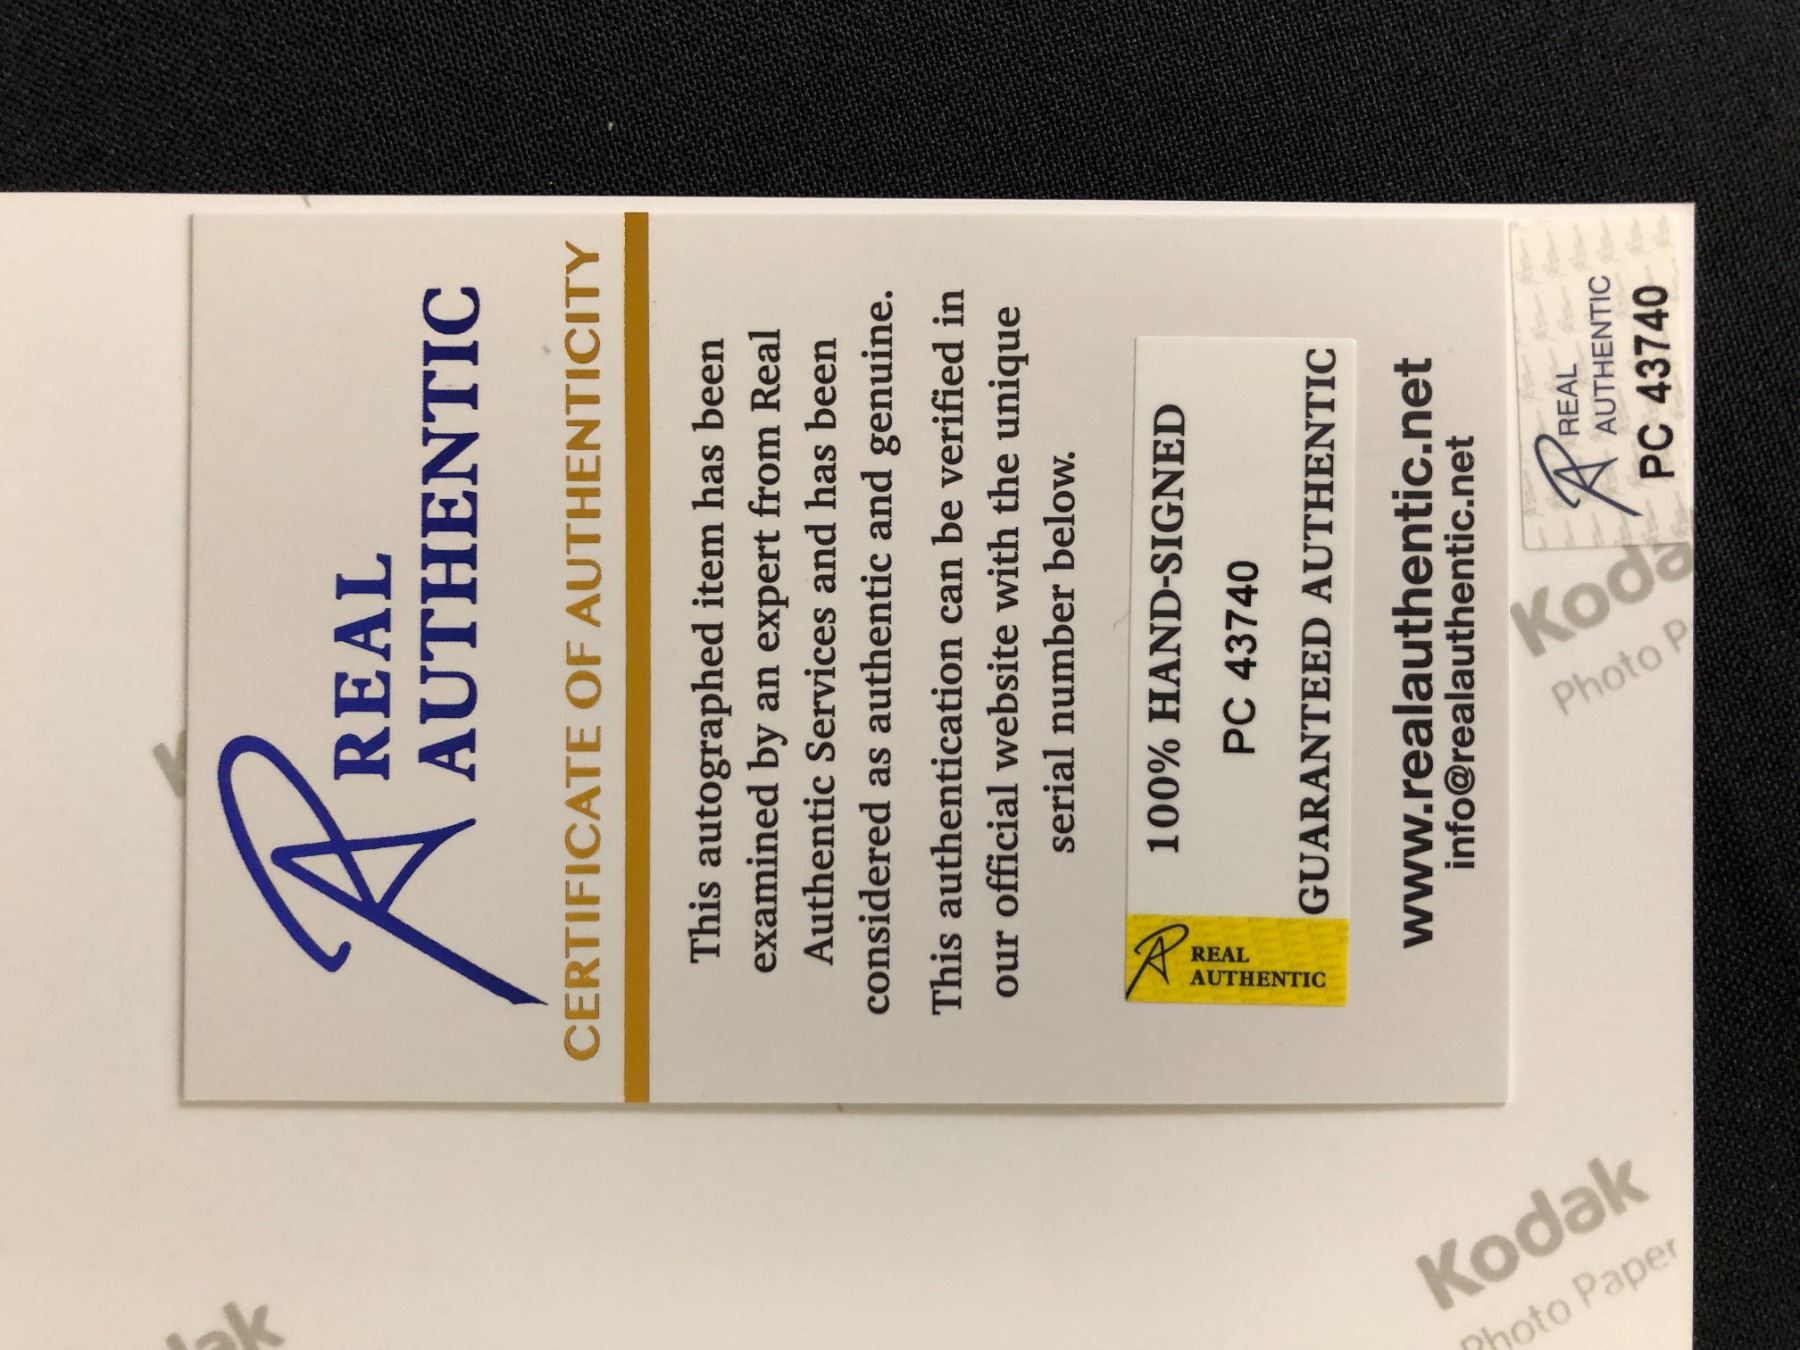 REAL
AUTHENTIC
CERTIFICATE OF AUTHENTICITY
This autographed item has been
examined by an expert from Real
Authentic Services and has been
considered as authentic and genuine.
This authentication can be verified in
our official website with the unique
serial number below.
REAL
AUTHENTIC
100% HAND-SIGNED
PC 43740
GUARANTEED AUTHENTIC
www.realauthentic.net
info@realauthentic.net
REAL
AUTHENTIC
PC 43740
Koda
Photo P
Kodak
Photo Paper
ak